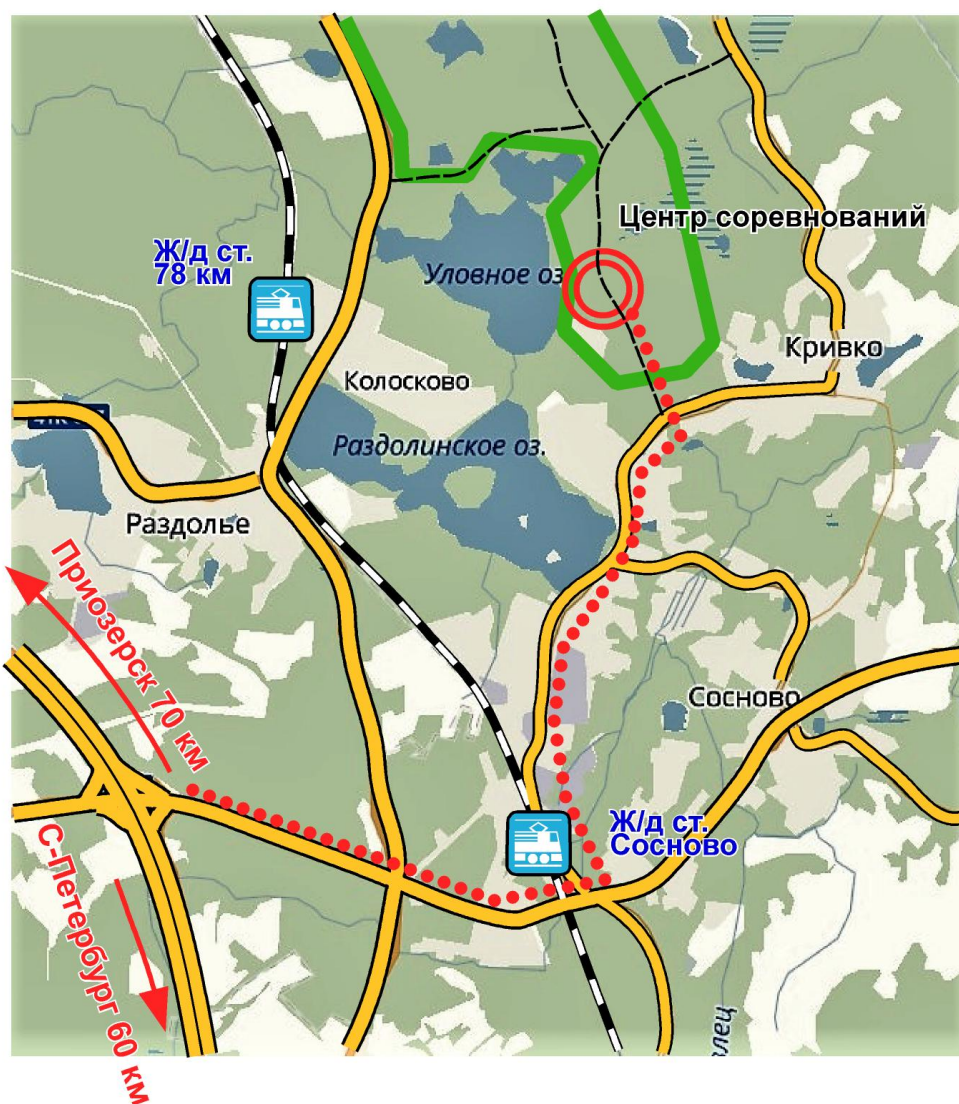 Центр соревнований
Ж/д ст.
78 км
Уловное оз
Кривко
Колосково
Раздолинское оз.
Раздолье
Приозерск 70 км
Сосново
Ж/д ст.
Сосново
С-Петербург 60 км